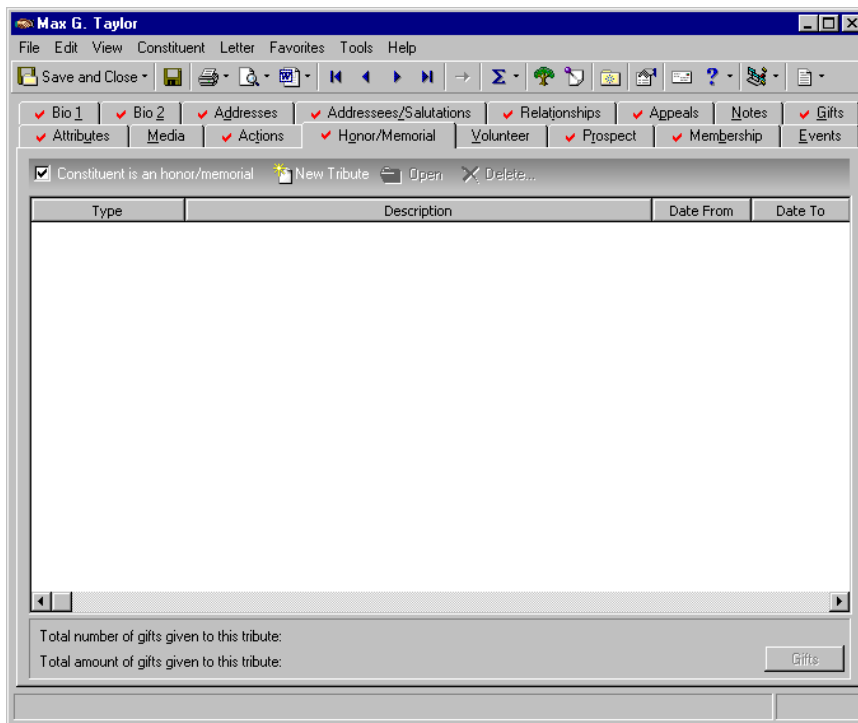 Max G. Taylor
File Edit View Constituent Letter Favorites Tools Help
Save and Close
Bio 1 Bio 2 Addresses Addressees/Salutations Relationships Appeals Notes Gifts
Attributes Media Actions Honor/Memorial Volunteer Prospect Membership Events
Constituent is an honor/memorial New Tribute Open Delete...
Type Description Date From Date To
Total number of gifts given to this tribute:
Total amount of gifts given to this tribute:
Gifts